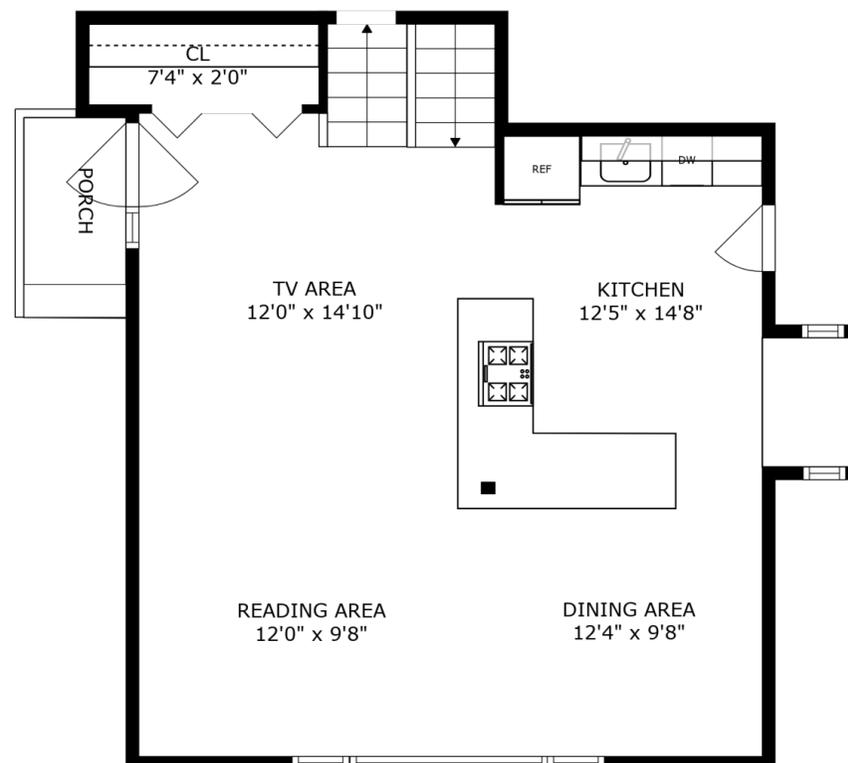 CL
7'4" x 2'0"
PORCH
REF
DW
TV AREA
12'0" x 14'10"
KITCHEN
12'5" x 14'8"
READING AREA
12'0" x 9'8"
DINING AREA
12'4" x 9'8"